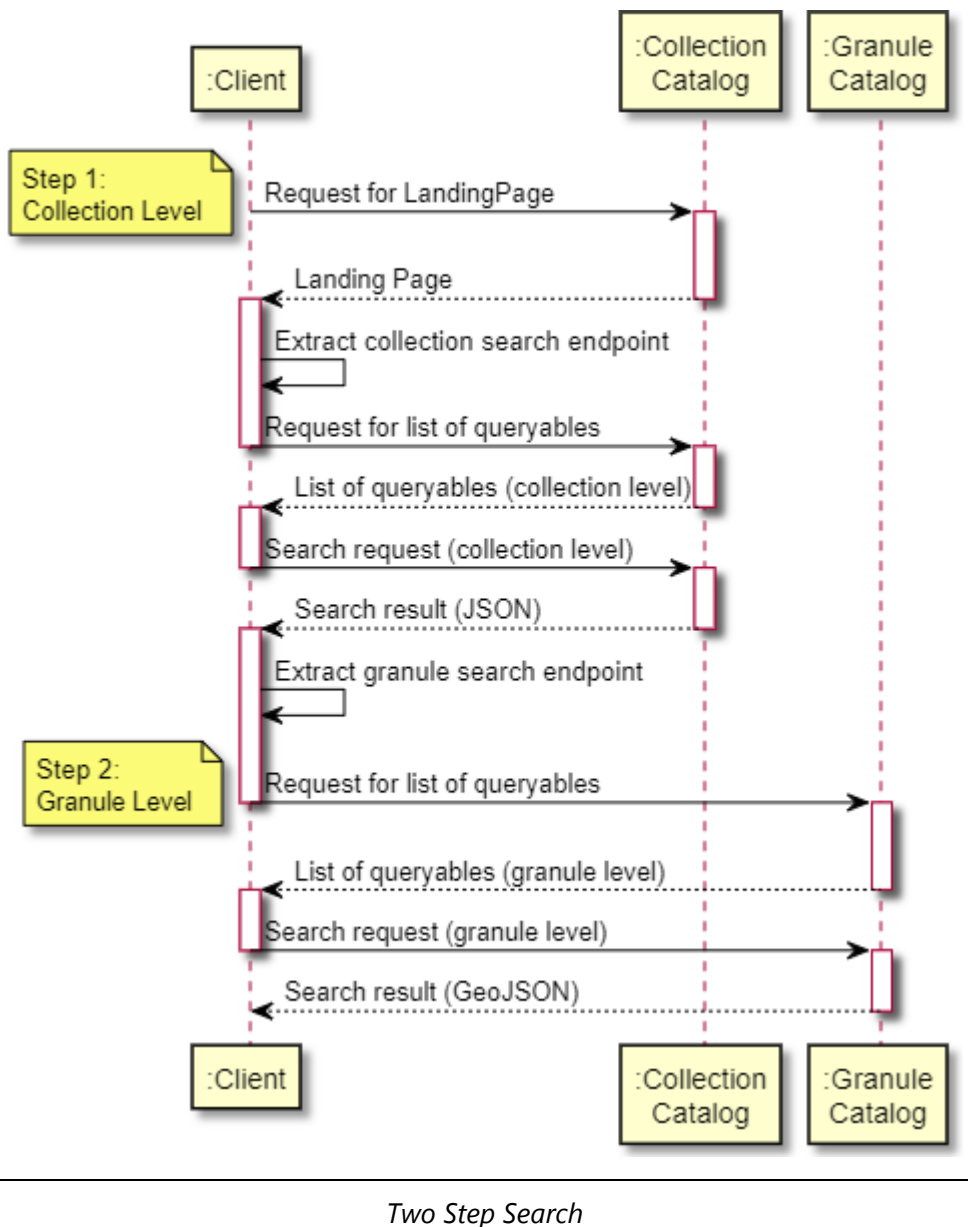 :Client
:Collection
Catalog
:Granule
Catalog
Step 1:
Collection Level
Request for LandingPage
Landing Page
Extract collection search endpoint
Request for list of queryables
List of queryables (collection level)
Search request (collection level)
Search result (JSON)
Extract granule search endpoint
Step 2:
Granule Level
Request for list of queryables
List of queryables (granule level)
Search request (granule level)
Search result (GeoJSON)
:Client
:Collection
Catalog
:Granule
Catalog
Two Step Search